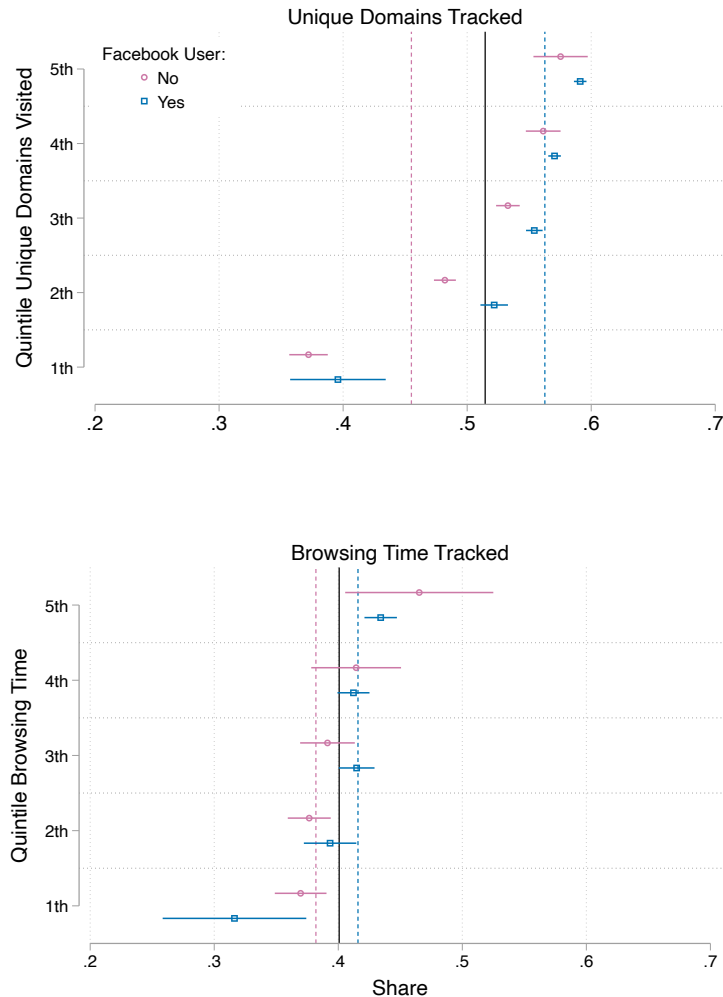 Unique Domains Tracked
Facebook User:
No
Yes
Quintile Unique Domains Visited
5th
4th
3th
2th
1th
.2 .3 .4 .5 .6 .7
Browsing Time Tracked
Quintile Browsing Time
5th
4th
3th
2th
1th
.2 .3 .4 .5 .6 .7
Share